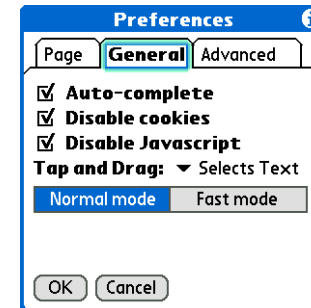 Preferences i
Page General Advanced
Auto-complete
Disable cookies
Disable Javascript
Tap and Drag: Selects Text
Normal mode Fast mode
OK Cancel